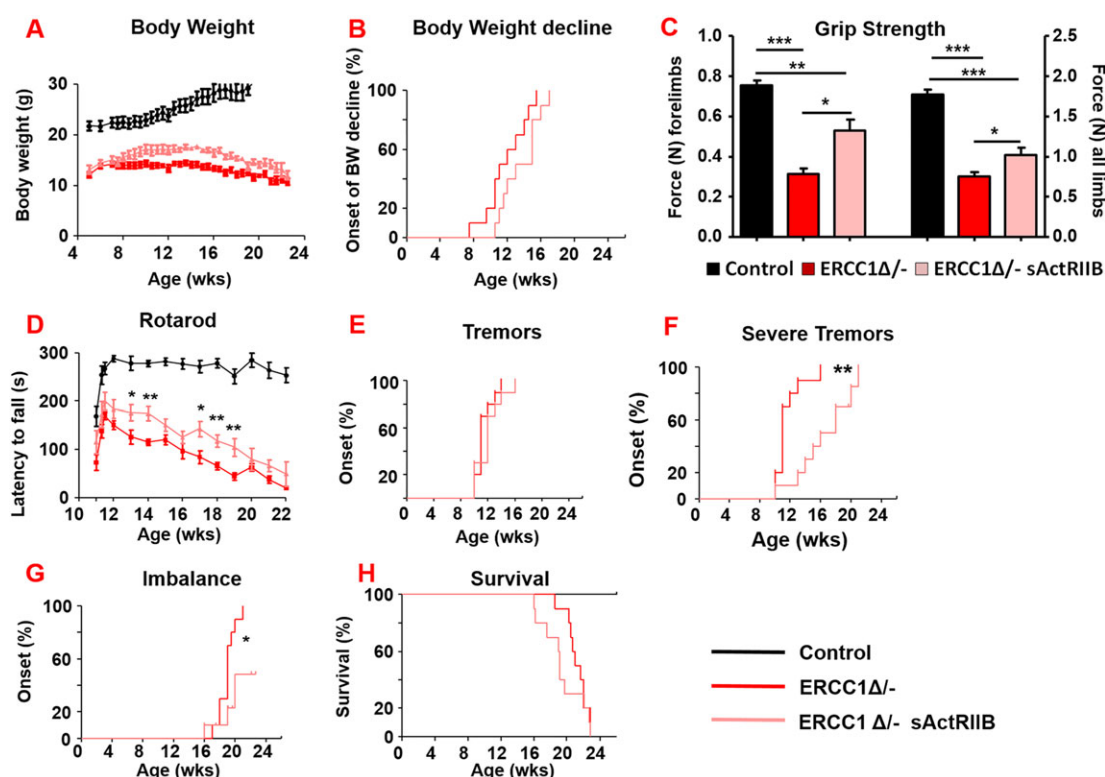 A Body Weight
Body weight (g)
30
20
10
0
0 4 8 12 16 20 24
Age (wks)
B Body Weight decline
Onset of BW decline (%)
100
60
20
0
0 4 8 12 16 20 24
Age (wks)
C Grip Strength
Force (N) forelimbs
1.0
0.8
0.6
0.4
0.2
0.0
*** ** * *** *** *
2.5
2.0
1.5
1.0
0.5
0.0
Force (N) all limbs
Control ERCC1Δ/- ERCC1Δ/- sActRIIB
D Rotarod
Latency to fall (s)
300
200
100
0
* ** * ** **
10 12 14 16 18 20 22
Age (wks)
E Tremors
Onset (%)
100
60
20
0
0 4 8 12 16 20 24
Age (wks)
F Severe Tremors
Onset (%)
100
60
20
0
**
0 4 8 12 16 20 24
Age (wks)
G Imbalance
Onset (%)
100
60
20
0
*
0 4 8 12 16 20 24
Age (wks)
H Survival
Survival (%)
100
60
20
0
0 4 8 12 16 20 24
Age (wks)
Control
ERCC1Δ/-
ERCC1 Δ/- sActRIIB